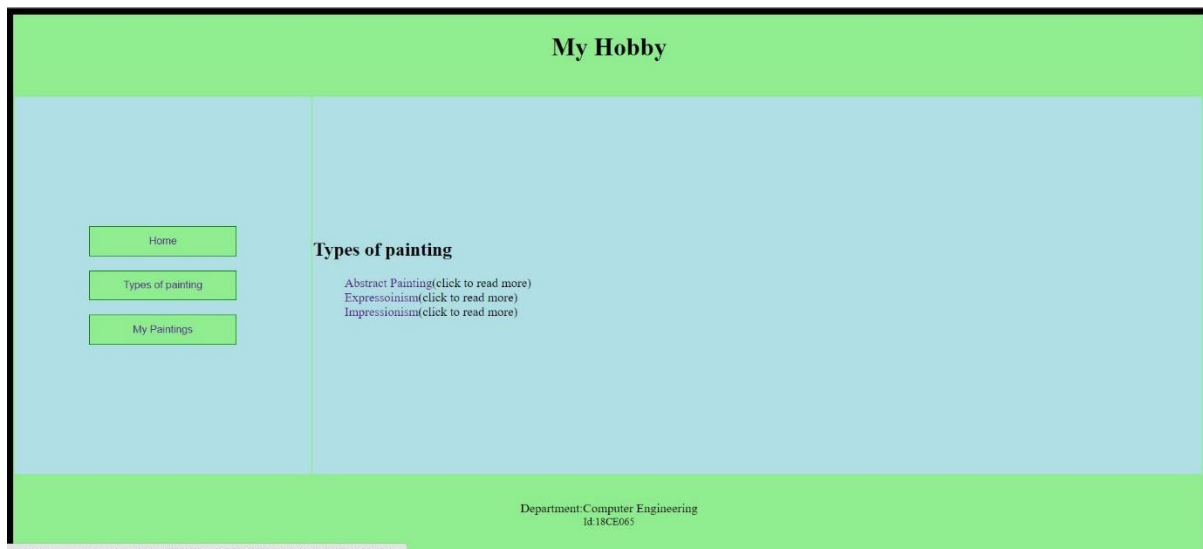 My Hobby
Home
Types of painting
My Paintings
Types of painting
Abstract Painting(click to read more)
Expressoinism(click to read more)
Impressionism(click to read more)
Department:Computer Engineering
Id:18CE065